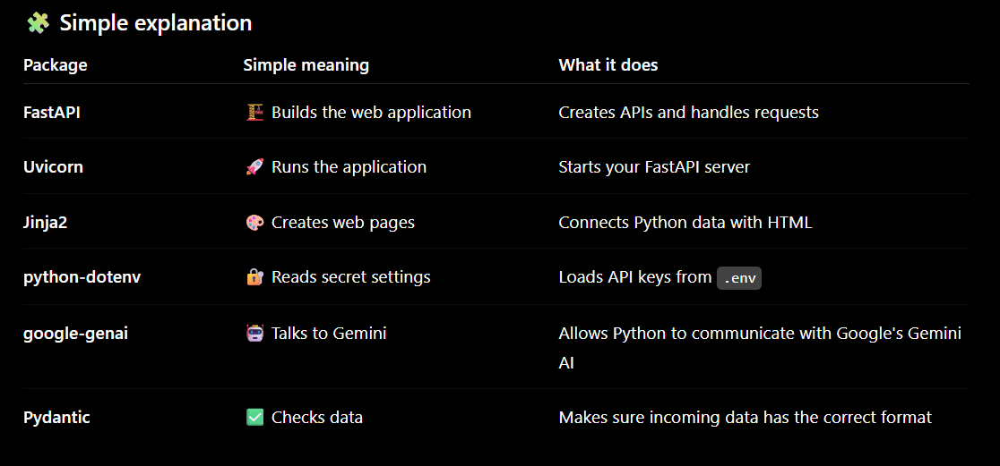 🧩 Simple explanation
Package Simple meaning What it does
FastAPI 🏗️ Builds the web application Creates APIs and handles requests
Uvicorn 🚀 Runs the application Starts your FastAPI server
Jinja2 🎨 Creates web pages Connects Python data with HTML
python-dotenv 🔐 Reads secret settings Loads API keys from .env
google-genai 🤖 Talks to Gemini Allows Python to communicate with Google's Gemini
AI
Pydantic ✅ Checks data Makes sure incoming data has the correct format